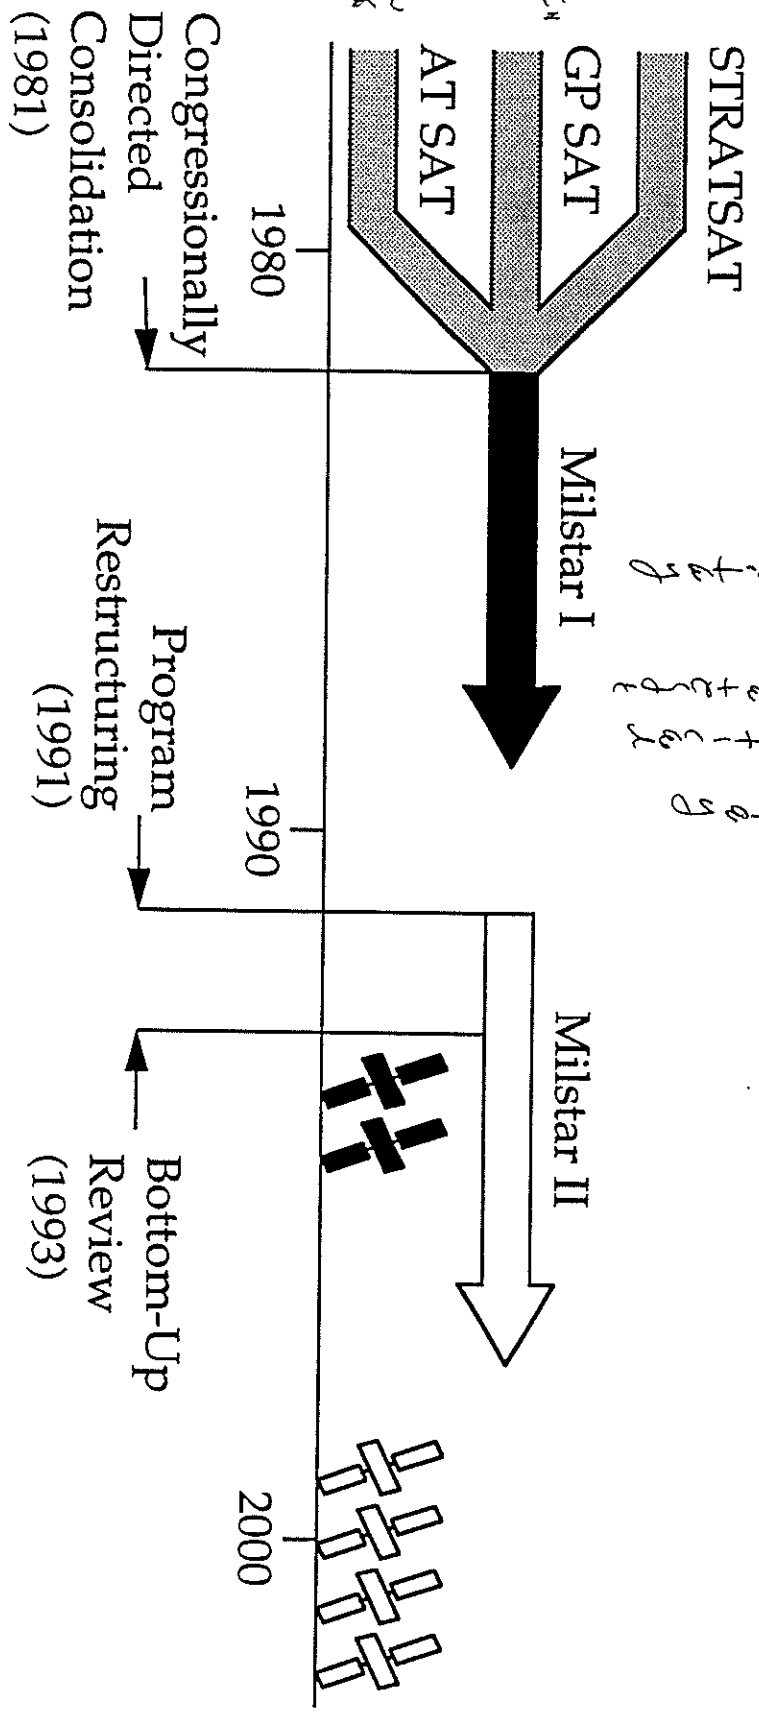 STRATSAT
GP SAT
AT SAT
Milstar I
Milstar II
1980
1990
2000
Congressionally
Directed
Consolidation
(1981)
Program
Restructuring
(1991)
Bottom-Up
Review
(1993)